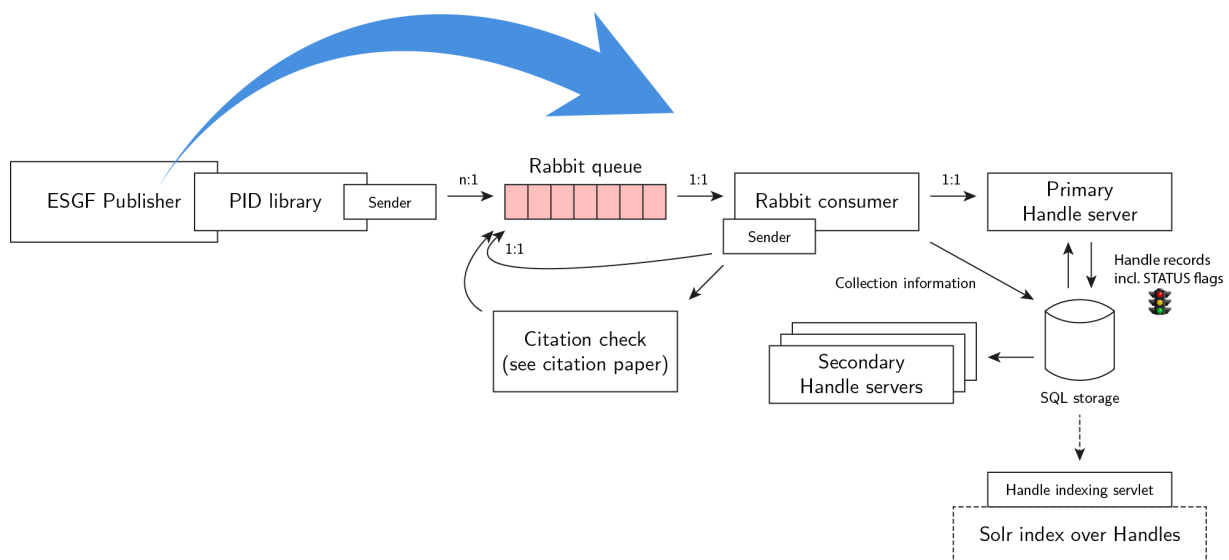 Rabbit queue
ESGF Publisher
PID library
Sender
n:1
1:1
Rabbit consumer
Sender
1:1
Primary
Handle server
1:1
Handle records
incl. STATUS flags
Collection information
Citation check
(see citation paper)
Secondary
Handle servers
SQL storage
Handle indexing servlet
Solr index over Handles